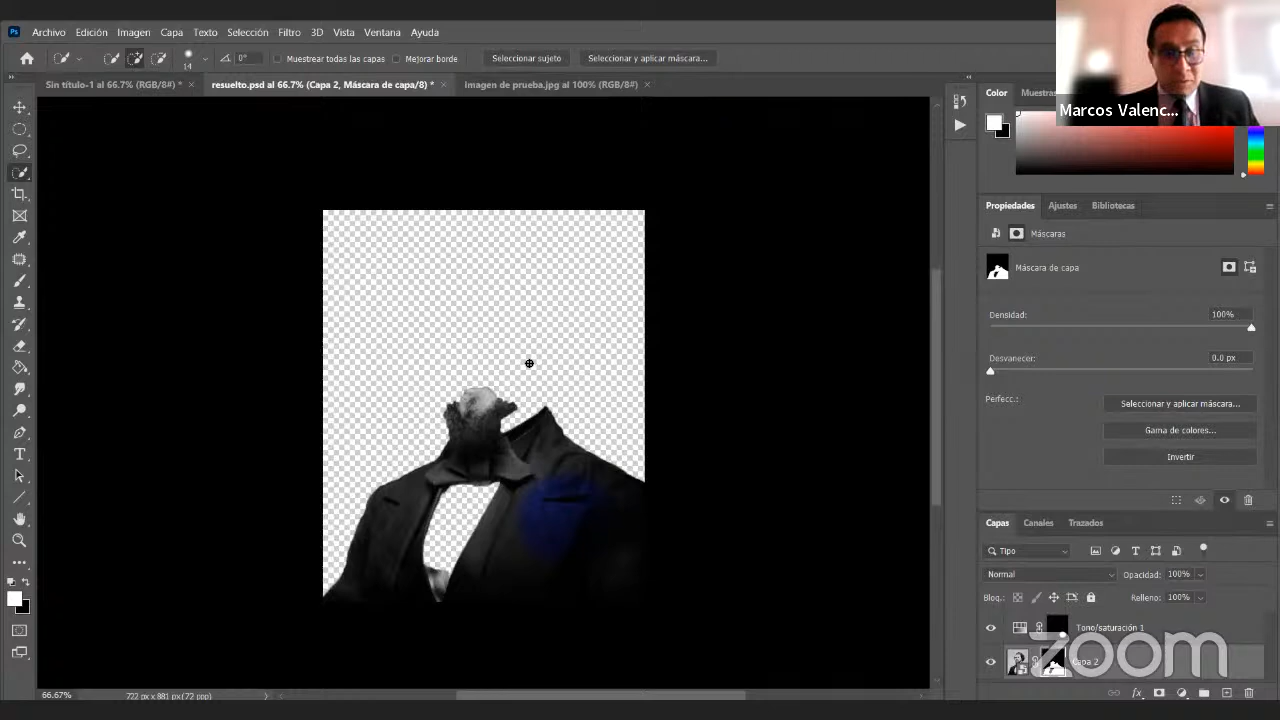 Ps Archivo Edición Imagen Capa Texto Selección Filtro 3D Vista Ventana Ayuda
14 0° Muestrear todas las capas Mejorar borde Seleccionar sujeto Seleccionar y aplicar máscara...
Sin título-1 al 66.7% (RGB/8#) * × resuelto.psd al 66.7% (Capa 2, Máscara de capa/8) * × imagen de prueba.jpg al 100% (RGB/8#) ×
Color Muestras
Marcos Valenc...
Propiedades Ajustes Bibliotecas
Máscaras
Máscara de capa
Densidad: 100%
Desvanecer: 0.0 px
Perfecc.: Seleccionar y aplicar máscara...
Gama de colores...
Invertir
Capas Canales Trazados
Tipo
Normal Opacidad: 100%
Bloq.: Relleno: 100%
Tono/saturación 1
Capa 2
zoom
fx
66.67% 722 px x 881 px (72 ppp)